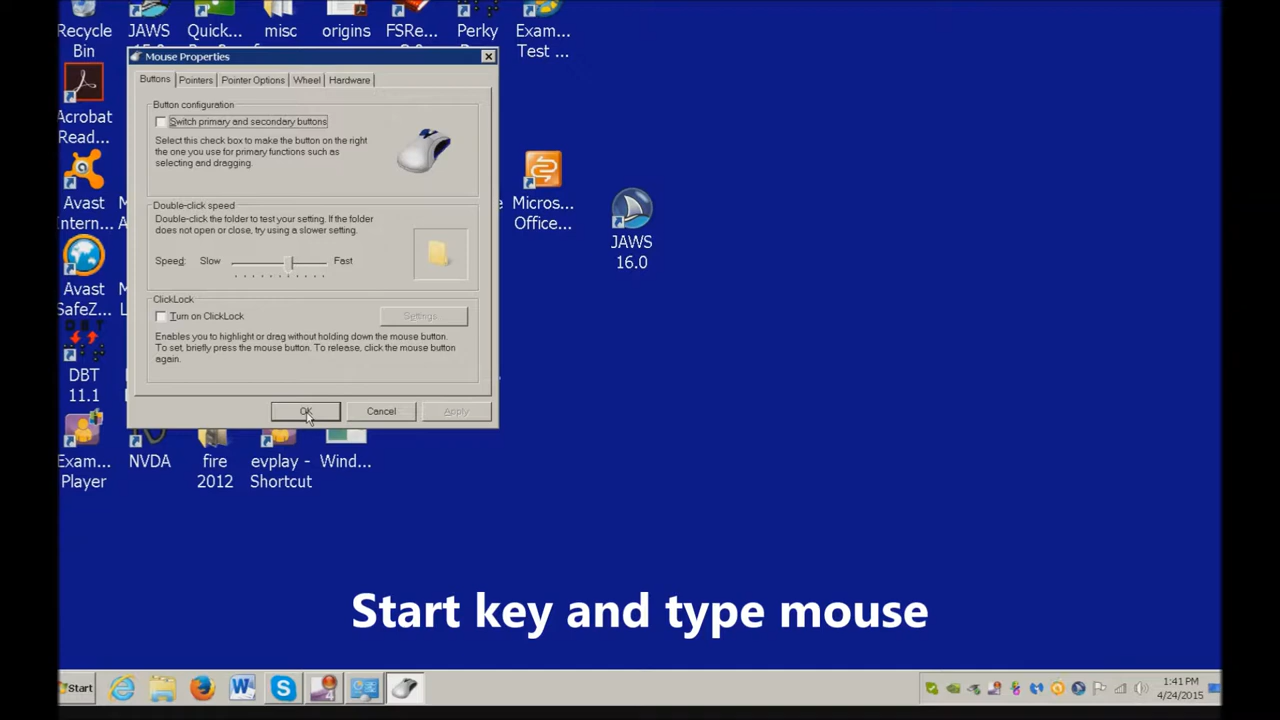 Recycle
Bin
JAWS
Quick...
misc
origins
FSRe...
Perky
Exam...
Test ...
Mouse Properties
Buttons
Pointers
Pointer Options
Wheel
Hardware
Button configuration
Switch primary and secondary buttons
Select this check box to make the button on the right
the one you use for primary functions such as
selecting and dragging.
Double-click speed
Double-click the folder to test your setting. If the folder
does not open or close, try using a slower setting.
Speed:
Slow
Fast
ClickLock
Turn on ClickLock
Settings...
Enables you to highlight or drag without holding down the mouse button.
To set, briefly press the mouse button. To release, click the mouse button
again.
OK
Cancel
Apply
Acrobat
Read...
Avast
Intern...
Avast
SafeZ...
DBT
11.1
Micros...
Office...
JAWS
16.0
Exam...
Player
NVDA
fire
2012
evplay -
Shortcut
Wind...
Start key and type mouse
Start
1:41 PM
4/24/2015